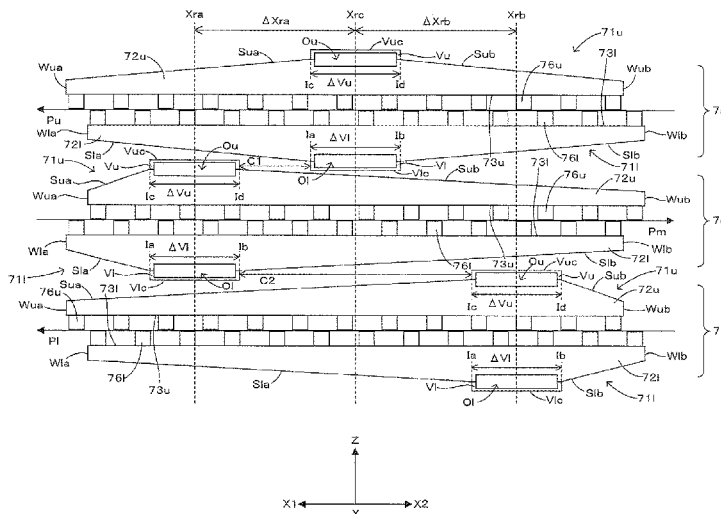 Xra Xrc Xrb
ΔXra ΔXrb
72u Sua Ou Vuc Vu Sub 71u
Wua Ic ΔVu Id 76u 73l Wub
Pu
Wla Ia ΔVl Ib Wlb
72l Sla Vuc Ou C1 76l Slb
71u Vu Ol Vl Vlc 73u Sub 73l 71l 72u
Sua
Wua Ic ΔVu Id 76u Wub
Pm
Wla Ia ΔVl Ib 76l 73u Ou Wlb
Sla Vl Ol Slb 72l
71l Vlc C2 Vuc Vu Sub 71u
76u 73l Sua 72u
Wua Ic ΔVu Id Wub
Pl
Wla 73u Ia ΔVl Ib Wlb
76l Sla Vl 72l
Ol Vlc Slb 71l
Z
X1 X2